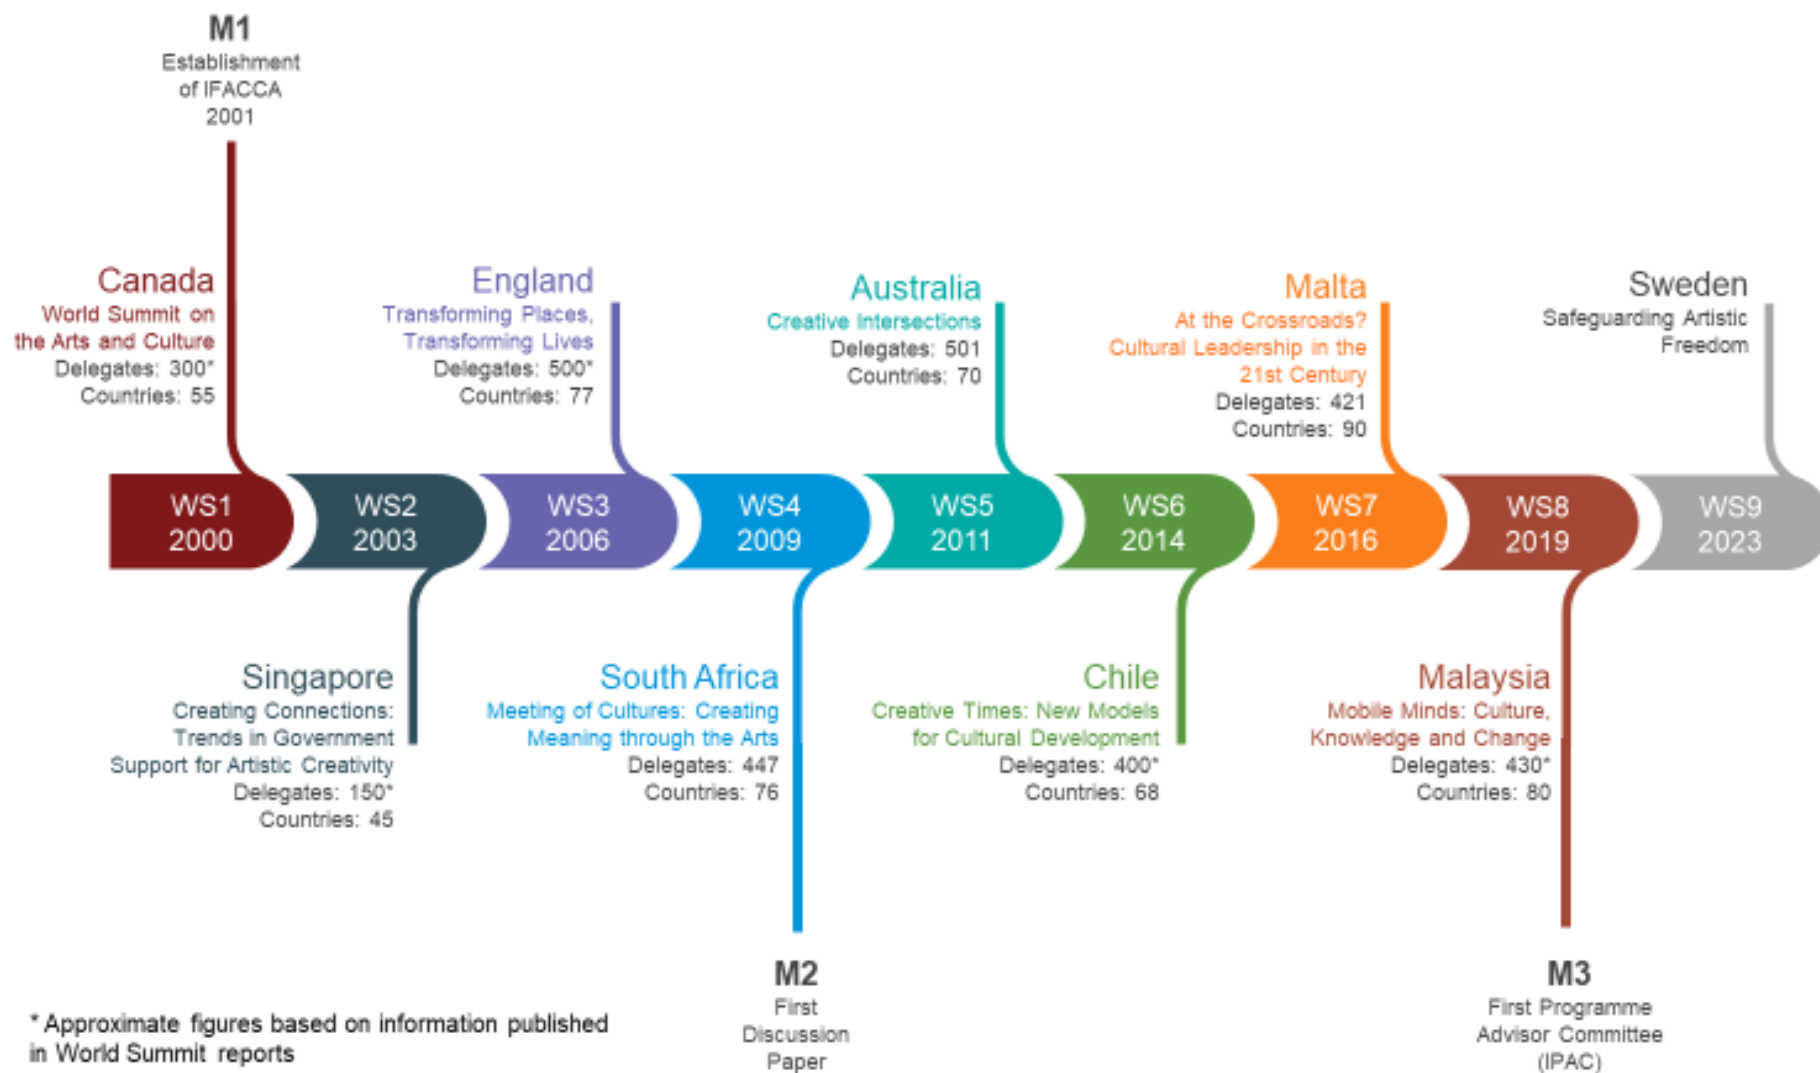 M1
Establishment
of IFACCA
2001
Canada
World Summit on
the Arts and Culture
Delegates: 300*
Countries: 55
England
Transforming Places,
Transforming Lives
Delegates: 500*
Countries: 77
Australia
Creative Intersections
Delegates: 501
Countries: 70
Malta
At the Crossroads?
Cultural Leadership in the
21st Century
Delegates: 421
Countries: 90
Sweden
Safeguarding Artistic
Freedom
WS1
2000
WS2
2003
WS3
2006
WS4
2009
WS5
2011
WS6
2014
WS7
2016
WS8
2019
WS9
2023
Singapore
Creating Connections:
Trends in Government
Support for Artistic Creativity
Delegates: 150*
Countries: 45
South Africa
Meeting of Cultures: Creating
Meaning through the Arts
Delegates: 447
Countries: 76
Chile
Creative Times: New Models
for Cultural Development
Delegates: 400*
Countries: 68
Malaysia
Mobile Minds: Culture,
Knowledge and Change
Delegates: 430*
Countries: 80
M2
First
Discussion
Paper
M3
First Programme
Advisor Committee
(IPAC)
* Approximate figures based on information published
in World Summit reports